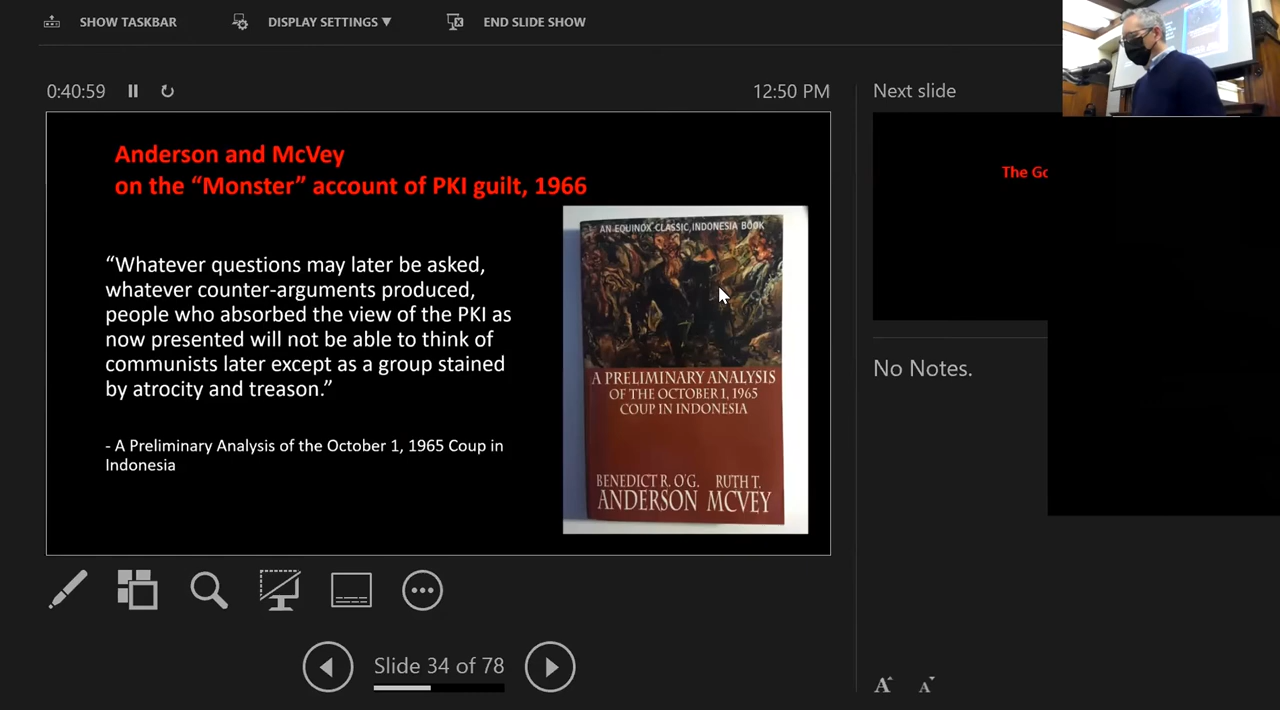 SHOW TASKBAR
DISPLAY SETTINGS ▼
END SLIDE SHOW
0:40:59
12:50 PM
Next slide
Anderson and McVey
on the “Monster” account of PKI guilt, 1966
“Whatever questions may later be asked,
whatever counter-arguments produced,
people who absorbed the view of the PKI as
now presented will not be able to think of
communists later except as a group stained
by atrocity and treason.”
- A Preliminary Analysis of the October 1, 1965 Coup in
Indonesia
AN EQUINOX CLASSIC INDONESIA BOOK
A PRELIMINARY ANALYSIS
OF THE OCTOBER 1, 1965
COUP IN INDONESIA
BENEDICT R. O'G. RUTH T.
ANDERSON MCVEY
The Go
No Notes.
Slide 34 of 78
A A